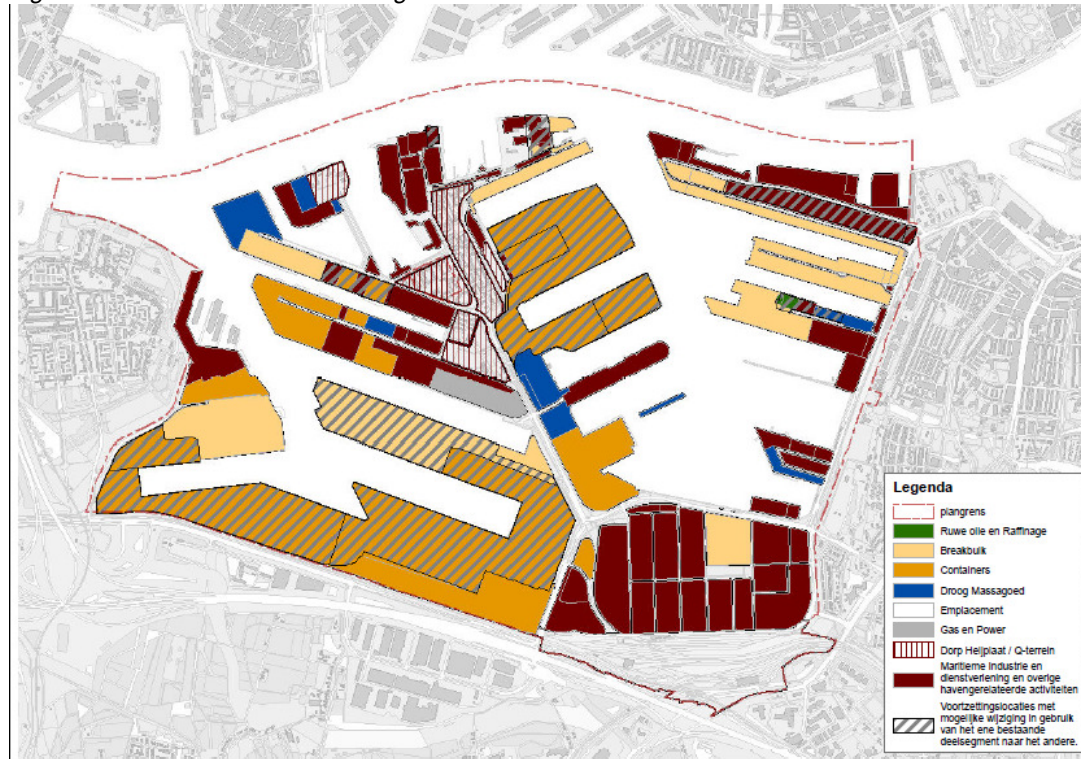 Legenda
plangrens
Ruwe olie en Raffinage
Breakbulk
Containers
Droog Massagoed
Emplacement
Gas en Power
Dorp Heijplaat / Q-terrein
Maritieme Industrie en
dienstverlening en overige
havengerelateerde activiteiten
Voortzettingslocaties met
mogelijke wijziging in gebruik
van het ene bestaande
deelsegment naar het andere.